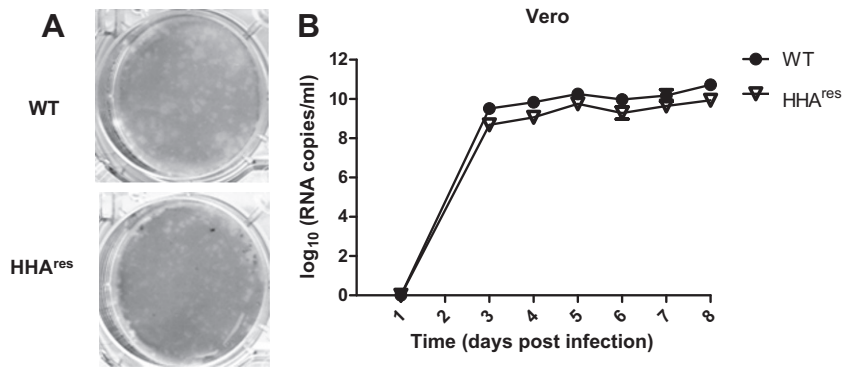 A
WT
HHAres
B
Vero
log10 (RNA copies/ml)
12
10
8
6
4
2
0
1 2 3 4 5 6 7 8
Time (days post infection)
WT
HHAres